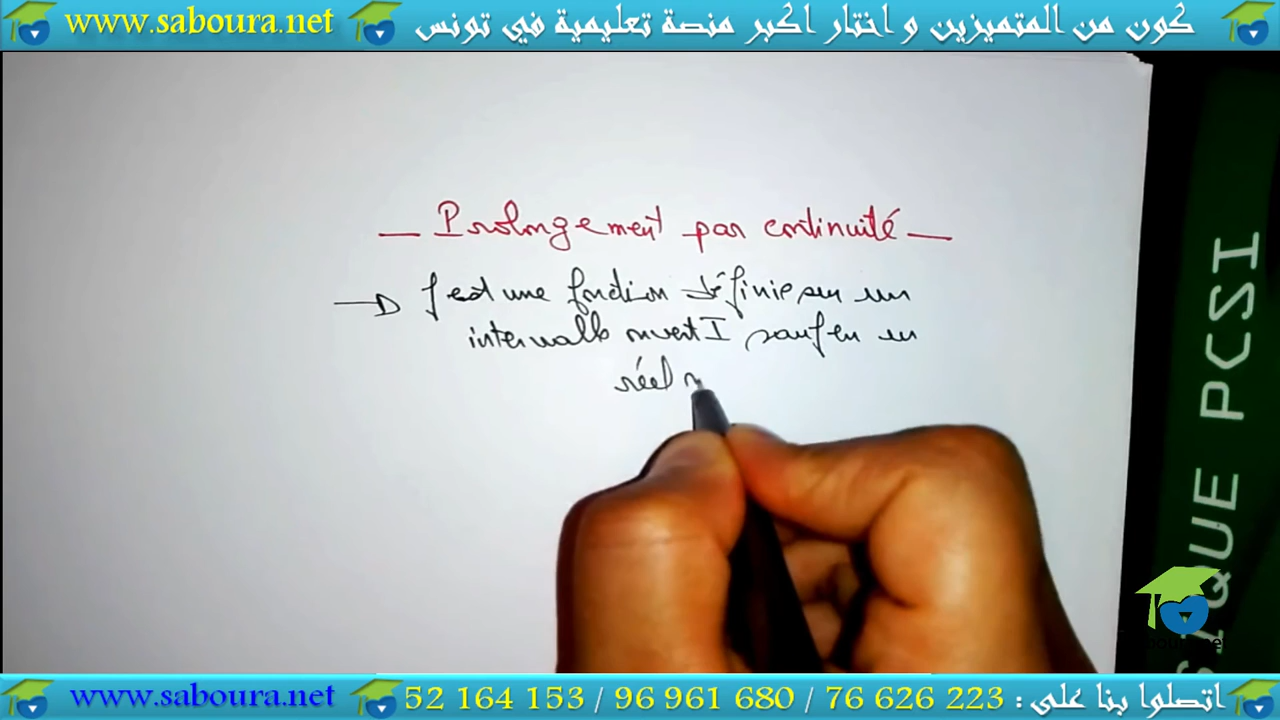 www.saboura.net كون من المتميزين و اختار اكبر منصة تعليمية في تونس
Prolongement par continuité
f est une fonction définie sur un
intervalle ouvert I sauf en un
réel
SIQUE PCSI
www.saboura.net 52 164 153 / 96 961 680 / 76 626 223 : اتصلوا بنا على